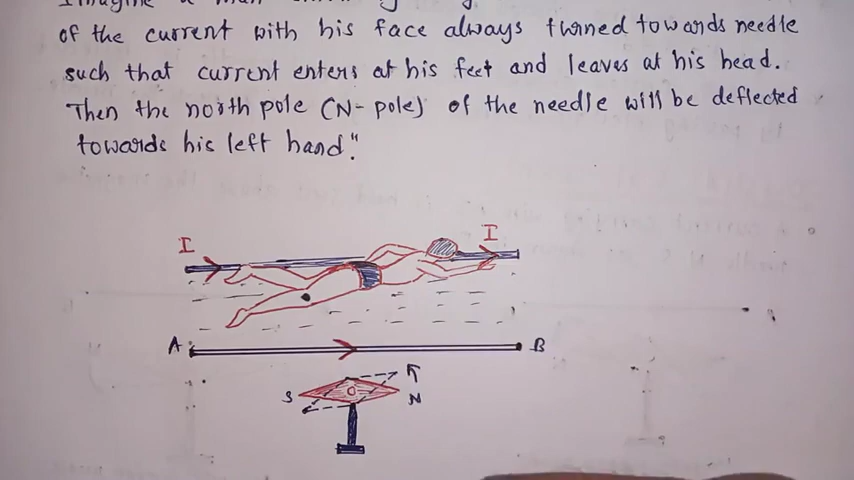 of the current with his face always turned towards needle
such that current enters at his feet and leaves at his head.
Then the north pole (N-pole) of the needle will be deflected
towards his left hand".
I
I
A
B
S
N